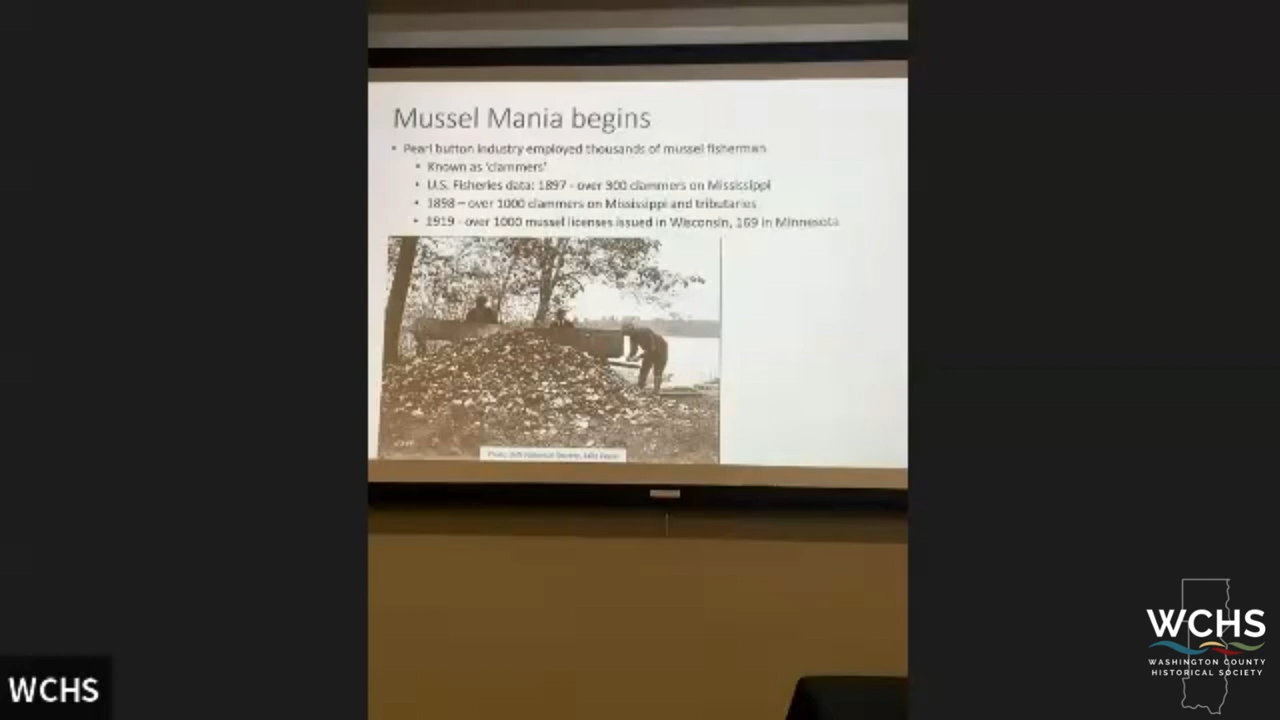 Mussel Mania begins
• Pearl button industry employed thousands of mussel fisherman
• Known as 'clammers'
• U.S. Fisheries data: 1897 - over 300 clammers on Mississippi
• 1898 – over 1000 clammers on Mississippi and tributaries
• 1919 - over 1000 mussel licenses issued in Wisconsin, 169 in Minnesota
WCHS
WCHS
WASHINGTON COUNTY
HISTORICAL SOCIETY